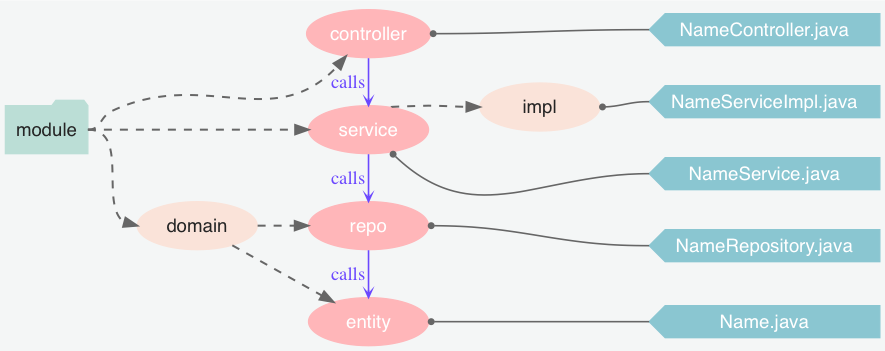 controller
NameController.java
calls
module
impl
NameServiceImpl.java
service
calls
NameService.java
domain
repo
NameRepository.java
calls
entity
Name.java